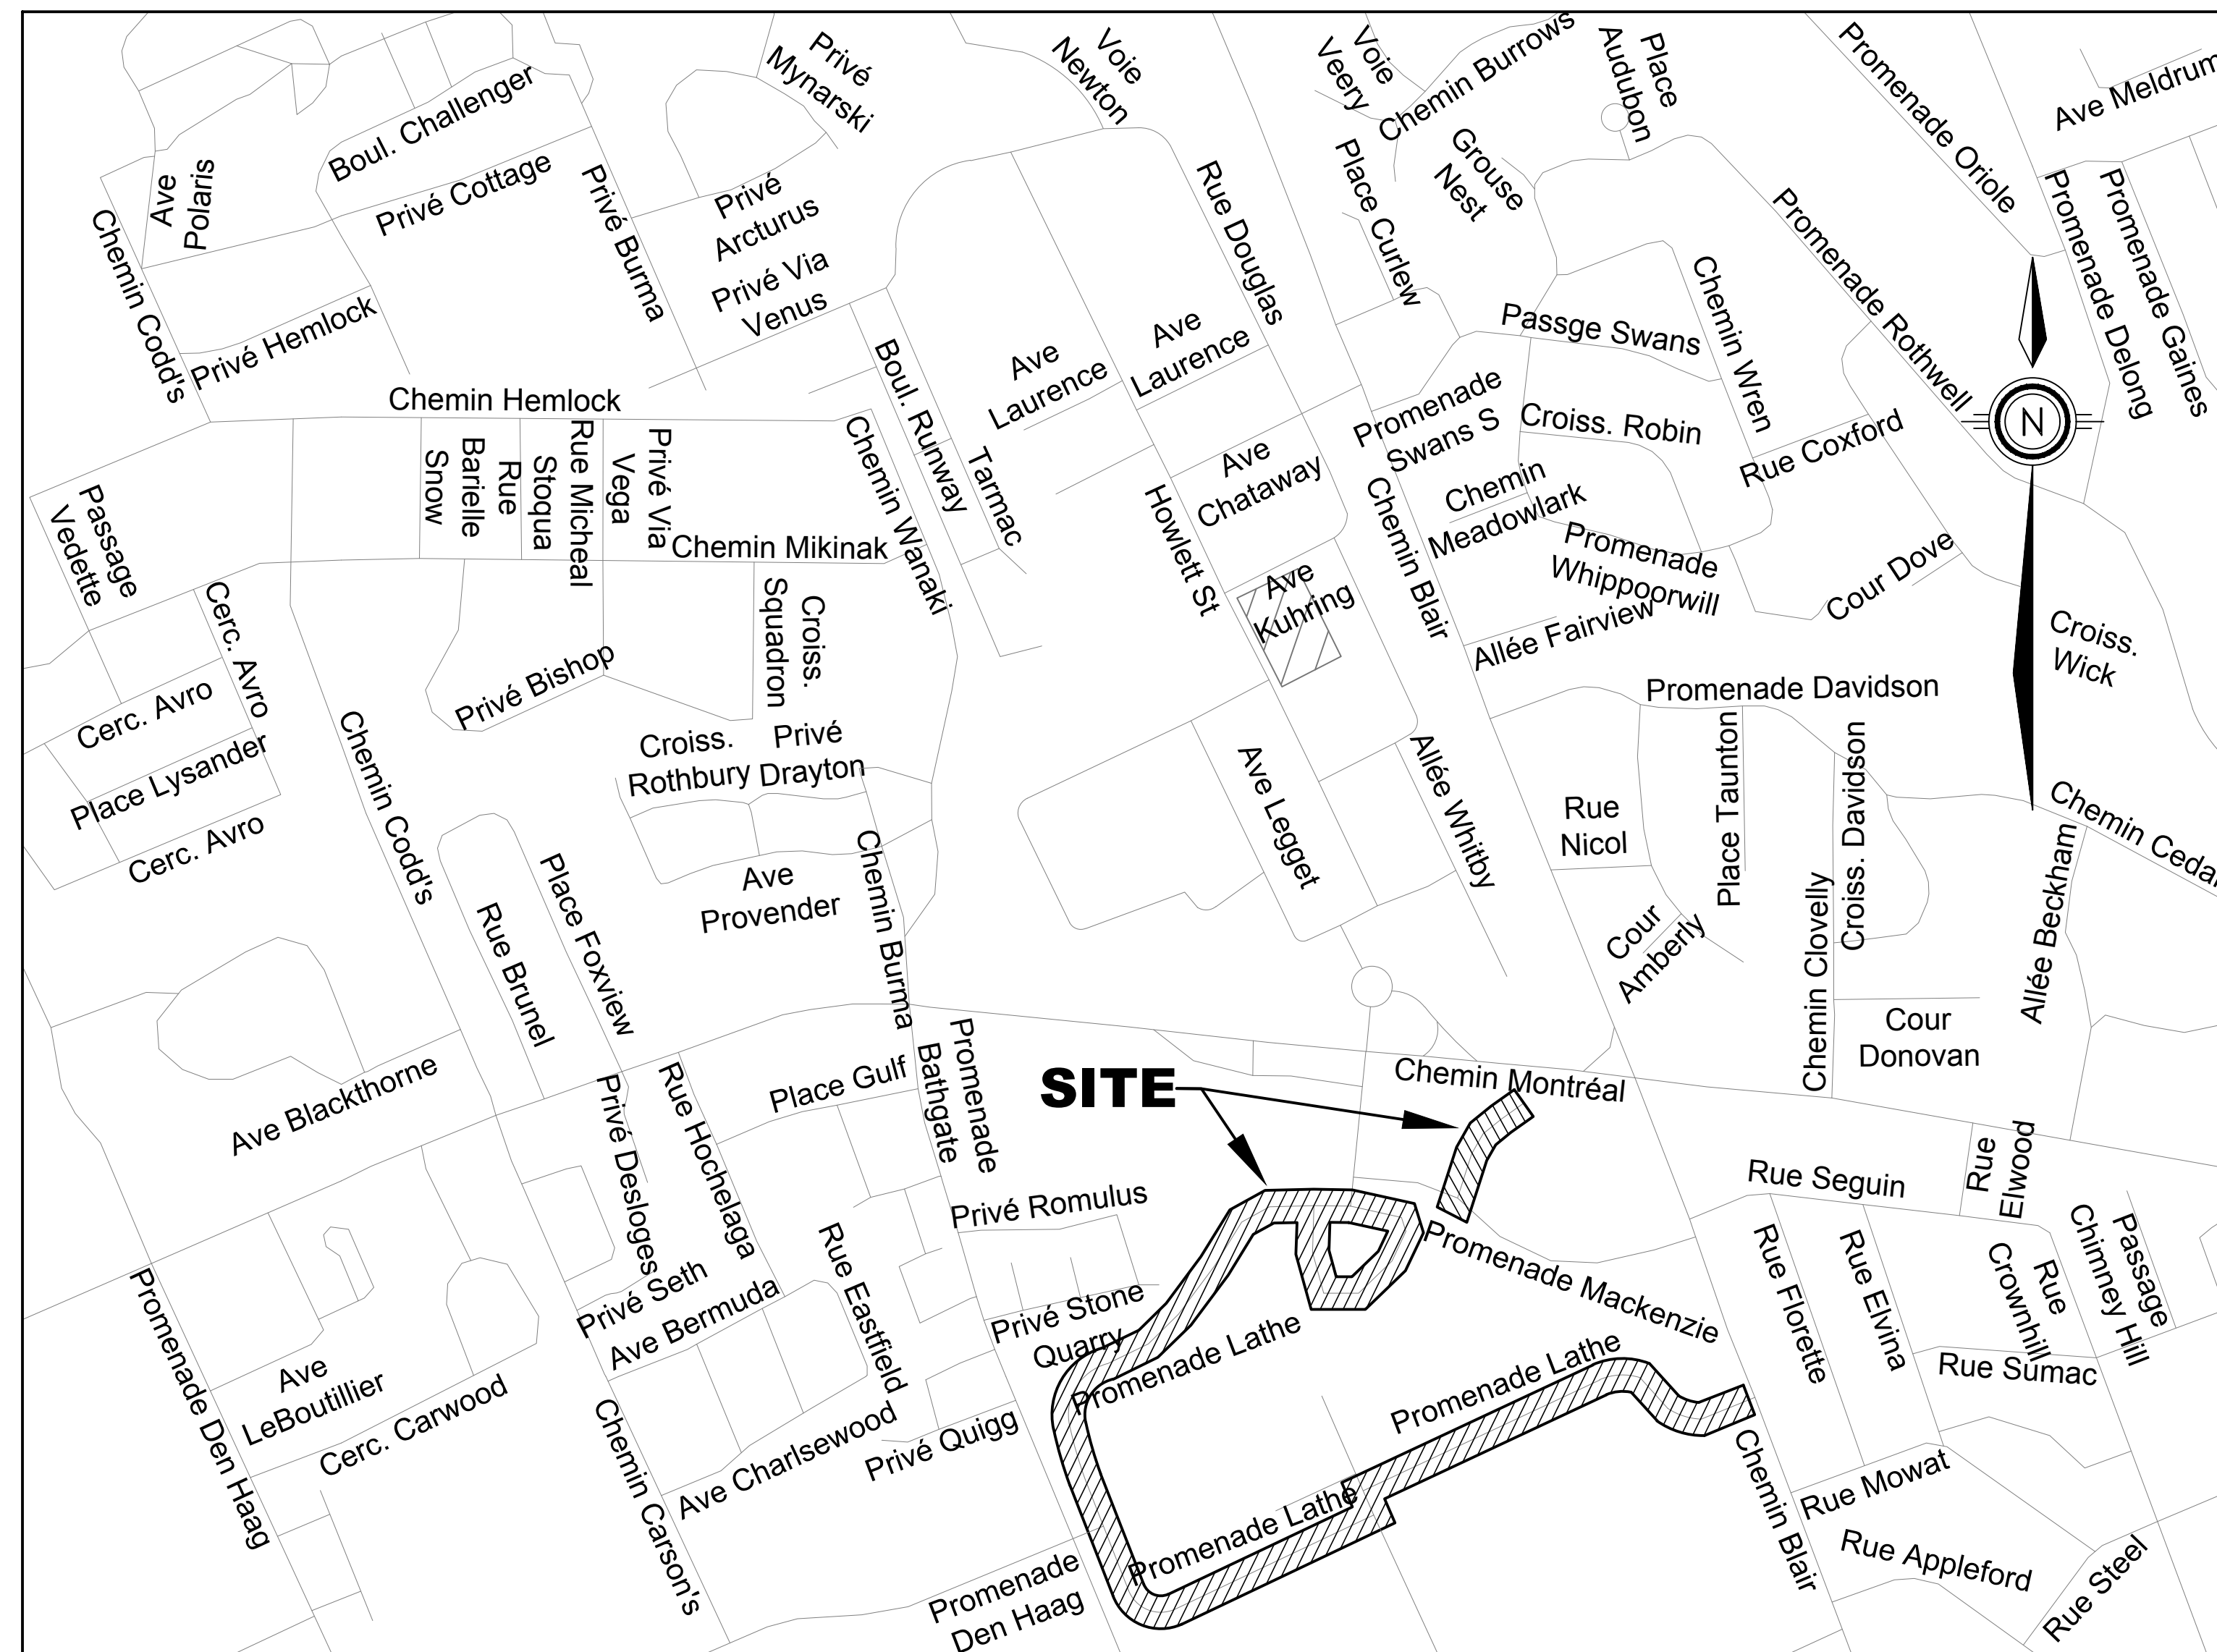 Privé
Mynarski
Voie
Newton
Voie
Veery
Chemin Burrows
Place
Audubon
Promenade Oriole
Ave Meldrum
Boul. Challenger
Privé Cottage
Ave
Polaris
Chemin Codd's
Privé Burma
Privé
Arcturus
Privé Via
Venus
Rue Douglas
Place Curlew
Grouse
Nest
Promenade Rothwell
Promenade Delong
Promenade Gaines
Privé Hemlock
Chemin Hemlock
Boul. Runway
Tarmac
Ave
Laurence
Ave
Laurence
Passge Swans
Chemin Wren
Promenade
Swans S
Croiss. Robin
Rue Coxford
N
Passage
Vedette
Snow
Barielle
Rue
Stoqua
Rue Micheal
Vega
Privé Via
Chemin Mikinak
Chemin Wanaki
Howlett St
Ave
Chataway
Chemin Blair
Chemin
Meadowlark
Promenade
Whippoorwill
Cour Dove
Cerc. Avro
Cerc. Avro
Place Lysander
Cerc. Avro
Privé Bishop
Croiss.
Squadron
Ave
Kuhring
Allée Fairview
Croiss.
Wick
Promenade Davidson
Chemin Codd's
Croiss.
Rothbury
Privé
Drayton
Ave Legget
Allée Whitby
Rue
Nicol
Place Taunton
Croiss. Davidson
Chemin Cedar
Rue Brunel
Place Foxview
Ave
Provender
Chemin Burma
Cour
Amberly
Chemin Clovelly
Allée Beckham
Cour
Donovan
Ave Blackthorne
Privé Desloges
Rue Hochelaga
Place Gulf
Promenade
Bathgate
SITE
Chemin Montréal
Rue Seguin
Rue
Elwood
Privé Romulus
Promenade Mackenzie
Rue Florette
Rue Elvina
Rue
Crownhill
Passage
Chimney Hill
Promenade Den Haag
Privé Seth
Ave Bermuda
Rue Eastfield
Privé Stone
Quarry
Promenade Lathe
Promenade Lathe
Rue Sumac
Ave
LeBoutillier
Cerc. Carwood
Chemin Carson's
Ave Charlsewood
Privé Quigg
Promenade Lathe
Chemin Blair
Rue Mowat
Rue Appleford
Rue Steel
Promenade
Den Haag